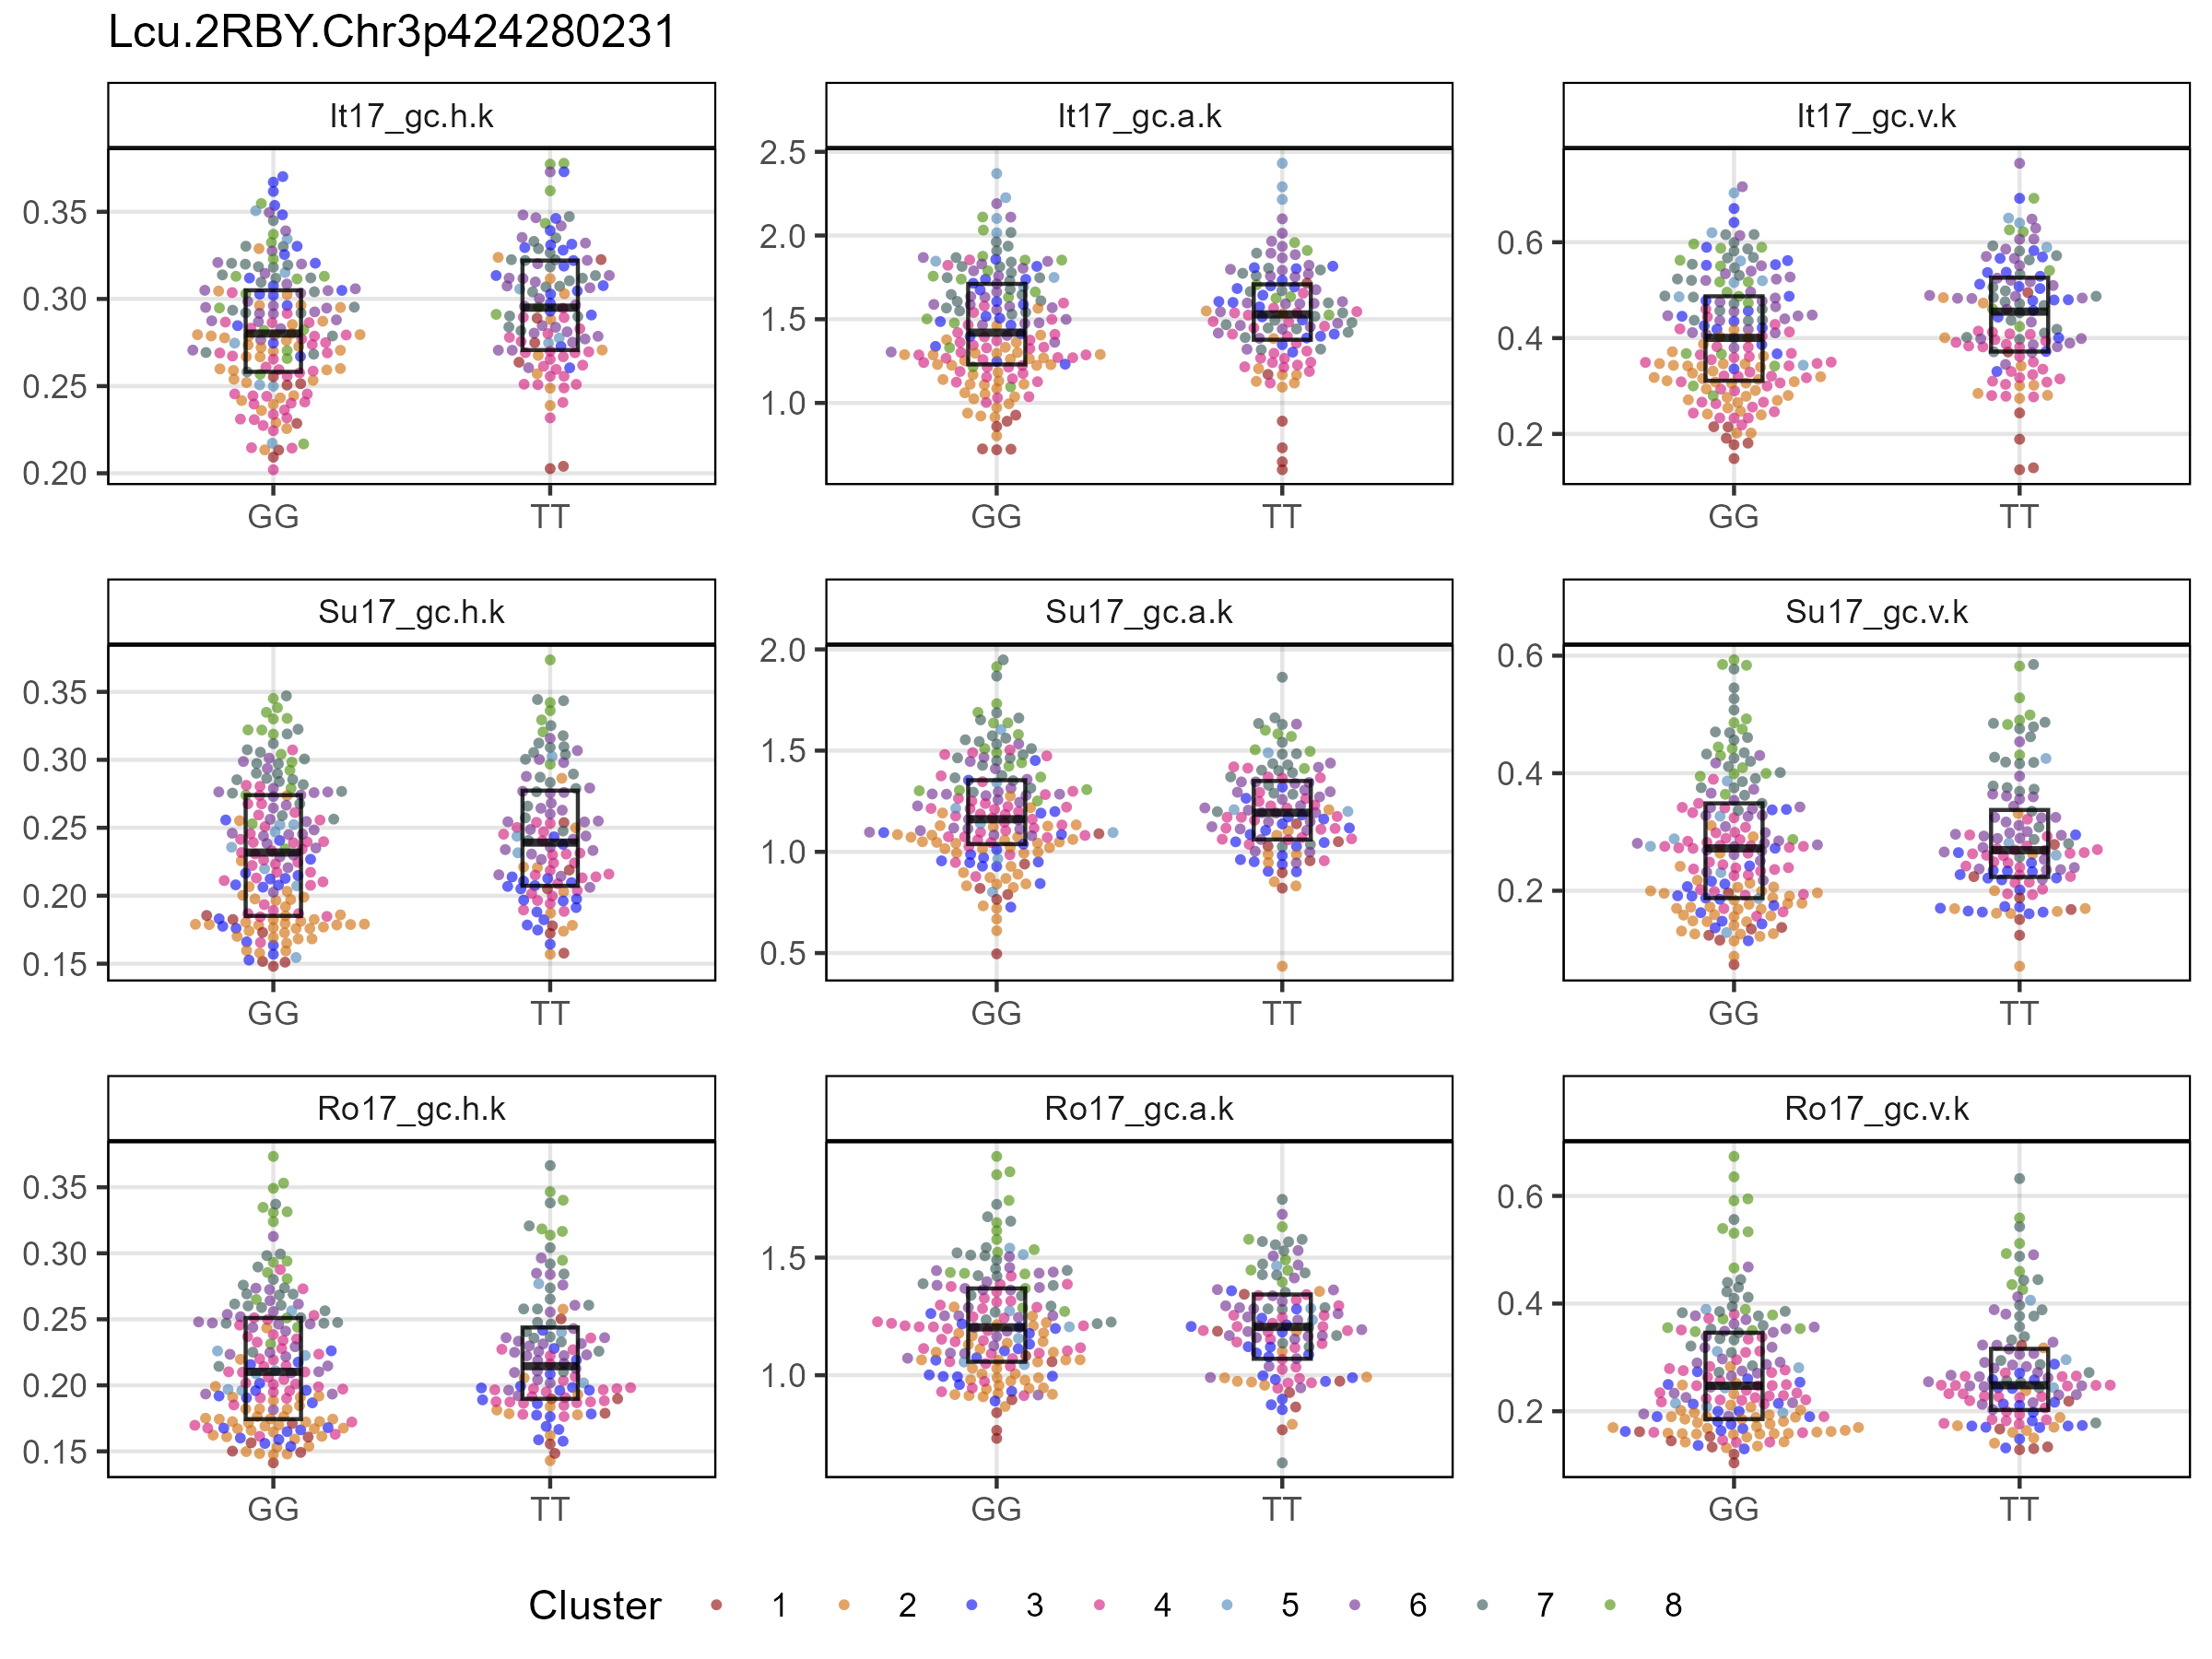 Lcu.2RBY.Chr3p424280231
It17_gc.h.k
It17_gc.a.k
It17_gc.v.k
0.35
0.30
0.25
0.20
GG
TT
2.5
2.0
1.5
1.0
GG
TT
0.6
0.4
0.2
GG
TT
Su17_gc.h.k
Su17_gc.a.k
Su17_gc.v.k
0.35
0.30
0.25
0.20
0.15
GG
TT
2.0
1.5
1.0
0.5
GG
TT
0.6
0.4
0.2
GG
TT
Ro17_gc.h.k
Ro17_gc.a.k
Ro17_gc.v.k
0.35
0.30
0.25
0.20
0.15
GG
TT
1.5
1.0
GG
TT
0.6
0.4
0.2
GG
TT
Cluster 1 2 3 4 5 6 7 8